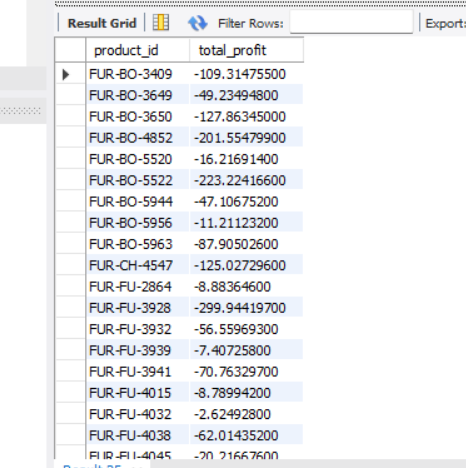 Result Grid Filter Rows: Export:
product_id total_profit
FUR-BO-3409 -109.31475500
FUR-BO-3649 -49.23494800
FUR-BO-3650 -127.86345000
FUR-BO-4852 -201.55479900
FUR-BO-5520 -16.21691400
FUR-BO-5522 -223.22416600
FUR-BO-5944 -47.10675200
FUR-BO-5956 -11.21123200
FUR-BO-5963 -87.90502600
FUR-CH-4547 -125.02729600
FUR-FU-2864 -8.88364600
FUR-FU-3928 -299.94419700
FUR-FU-3932 -56.55969300
FUR-FU-3939 -7.40725800
FUR-FU-3941 -70.76329700
FUR-FU-4015 -8.78994200
FUR-FU-4032 -2.62492800
FUR-FU-4038 -62.01435200
FUR-FU-4045 -20.21667600